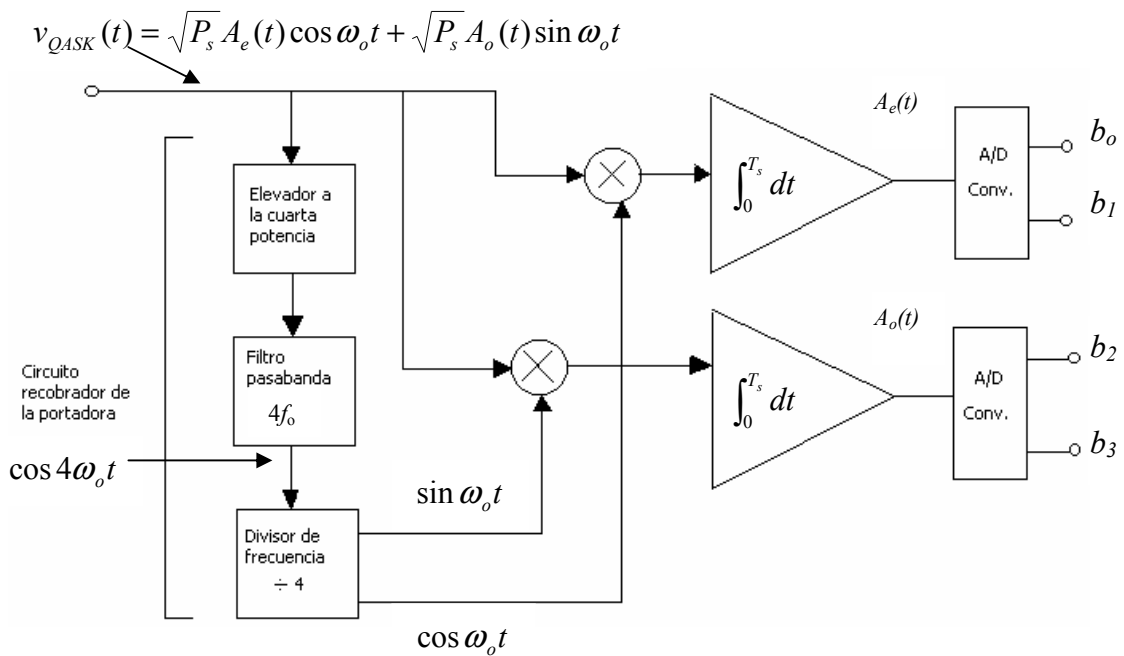 v_{QASK}(t) = √P_s A_e(t) cos ω_o t + √P_s A_o(t) sin ω_o t
A_e(t)
b_o
A/D
Conv.
b_1
∫_0^{T_s} dt
Elevador a
la cuarta
potencia
A_o(t)
b_2
A/D
Conv.
b_3
∫_0^{T_s} dt
Filtro
pasabanda
4f_o
Circuito
recobrador de
la portadora
cos 4ω_o t
sin ω_o t
Divisor de
frecuencia
÷ 4
cos ω_o t